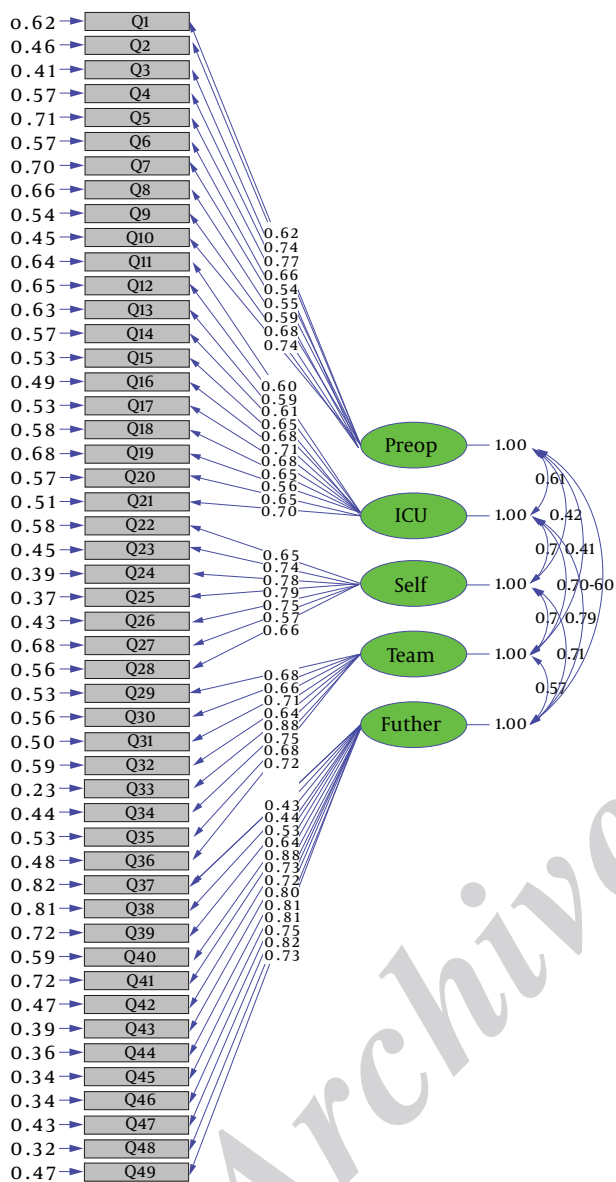 0.62 Q1
0.46 Q2
0.41 Q3
0.57 Q4
0.71 Q5
0.57 Q6
0.70 Q7
0.66 Q8
0.54 Q9
0.45 Q10
0.64 Q11
0.65 Q12
0.63 Q13
0.57 Q14
0.53 Q15
0.49 Q16
0.53 Q17
0.58 Q18
0.68 Q19
0.57 Q20
0.51 Q21
0.58 Q22
0.45 Q23
0.39 Q24
0.37 Q25
0.43 Q26
0.68 Q27
0.56 Q28
0.53 Q29
0.56 Q30
0.50 Q31
0.59 Q32
0.23 Q33
0.44 Q34
0.53 Q35
0.48 Q36
0.82 Q37
0.81 Q38
0.72 Q39
0.59 Q40
0.72 Q41
0.47 Q42
0.39 Q43
0.36 Q44
0.34 Q45
0.34 Q46
0.43 Q47
0.32 Q48
0.47 Q49
0.62
0.74
0.77
0.66
0.54
0.55
0.59
0.68
0.74
0.60
0.59
0.61
0.65
0.68
0.71
0.68
0.65
0.56
0.65
0.70
0.65
0.74
0.78
0.79
0.75
0.57
0.66
0.68
0.66
0.71
0.64
0.88
0.75
0.68
0.72
0.43
0.44
0.53
0.64
0.88
0.73
0.72
0.80
0.81
0.81
0.75
0.82
0.73
Preop 1.00
ICU 1.00
Self 1.00
Team 1.00
Futher 1.00
0.61
0.42
0.7 0.41
0.70-60
0.7 0.79
0.71
0.57
Archive